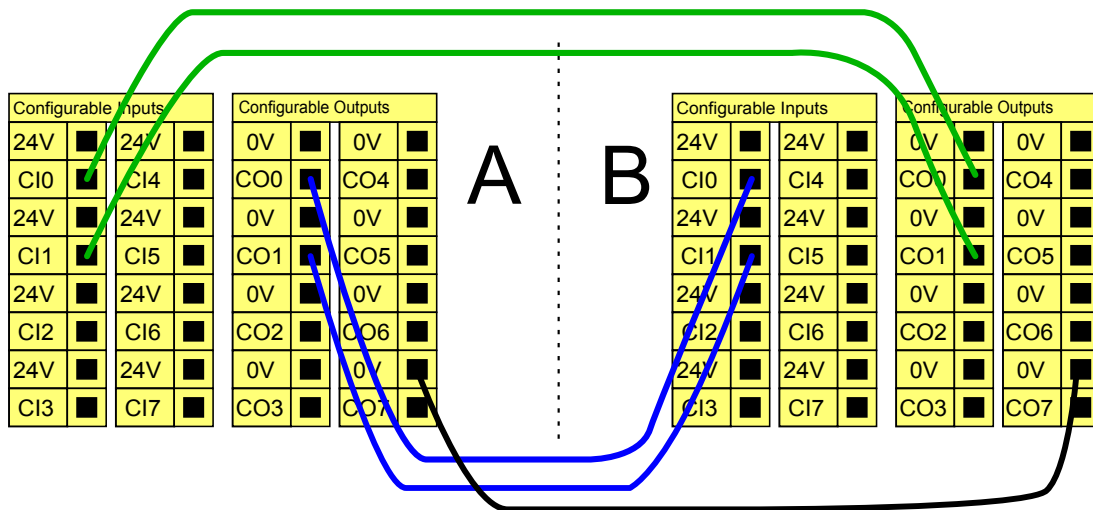 Configurable Inputs
24V 24V
CI0 CI4
24V 24V
CI1 CI5
24V 24V
CI2 CI6
24V 24V
CI3 CI7
Configurable Outputs
0V 0V
CO0 CO4
0V 0V
CO1 CO5
0V 0V
CO2 CO6
0V 0V
CO3 CO7
A
B
Configurable Inputs
24V 24V
CI0 CI4
24V 24V
CI1 CI5
24V 24V
CI2 CI6
24V 24V
CI3 CI7
Configurable Outputs
0V 0V
CO0 CO4
0V 0V
CO1 CO5
0V 0V
CO2 CO6
0V 0V
CO3 CO7